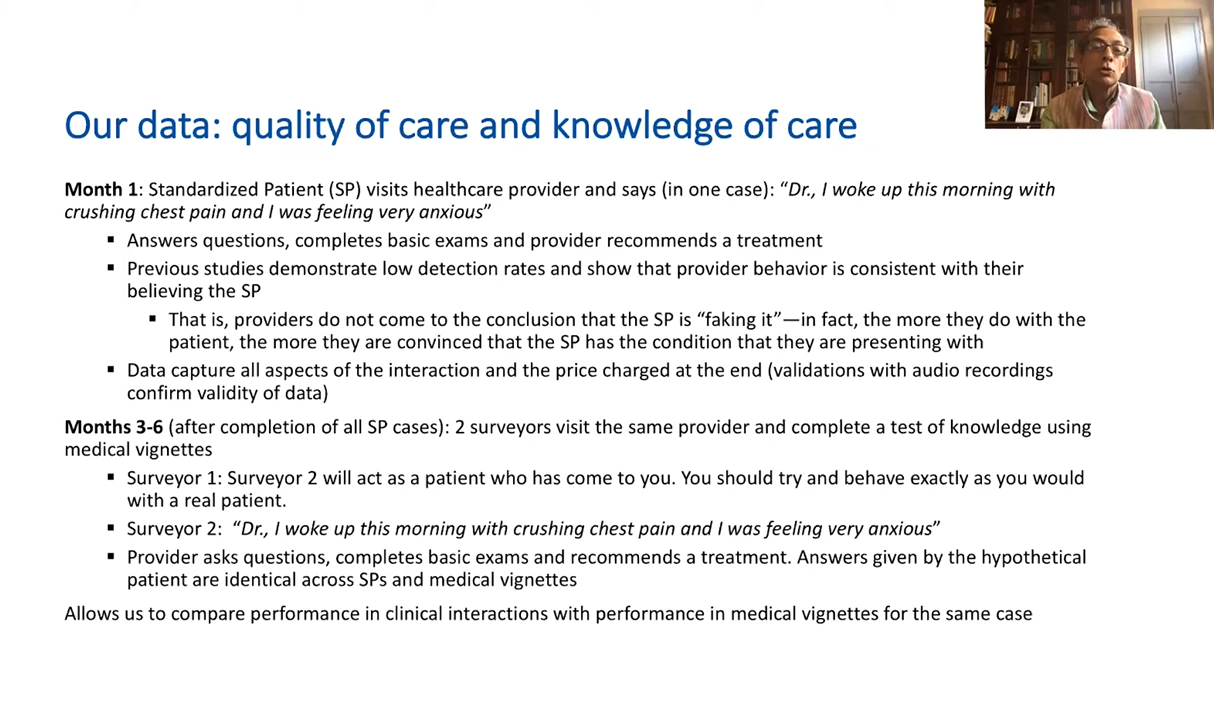 Our data: quality of care and knowledge of care
Month 1: Standardized Patient (SP) visits healthcare provider and says (in one case): “Dr., I woke up this morning with
crushing chest pain and I was feeling very anxious”
▪ Answers questions, completes basic exams and provider recommends a treatment
▪ Previous studies demonstrate low detection rates and show that provider behavior is consistent with their
believing the SP
▪ That is, providers do not come to the conclusion that the SP is “faking it”—in fact, the more they do with the
patient, the more they are convinced that the SP has the condition that they are presenting with
▪ Data capture all aspects of the interaction and the price charged at the end (validations with audio recordings
confirm validity of data)
Months 3-6 (after completion of all SP cases): 2 surveyors visit the same provider and complete a test of knowledge using
medical vignettes
▪ Surveyor 1: Surveyor 2 will act as a patient who has come to you. You should try and behave exactly as you would
with a real patient.
▪ Surveyor 2: “Dr., I woke up this morning with crushing chest pain and I was feeling very anxious”
▪ Provider asks questions, completes basic exams and recommends a treatment. Answers given by the hypothetical
patient are identical across SPs and medical vignettes
Allows us to compare performance in clinical interactions with performance in medical vignettes for the same case